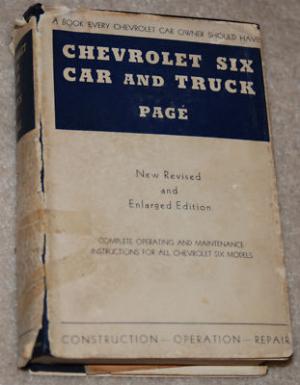 A BOOK EVERY CHEVROLET CAR OWNER SHOULD HAVE
CHEVROLET SIX
CAR AND TRUCK
PAGÉ
New Revised
and
Enlarged Edition
COMPLETE OPERATING AND MAINTENANCE
INSTRUCTIONS FOR ALL CHEVROLET SIX MODELS
CONSTRUCTION — OPERATION — REPAIR